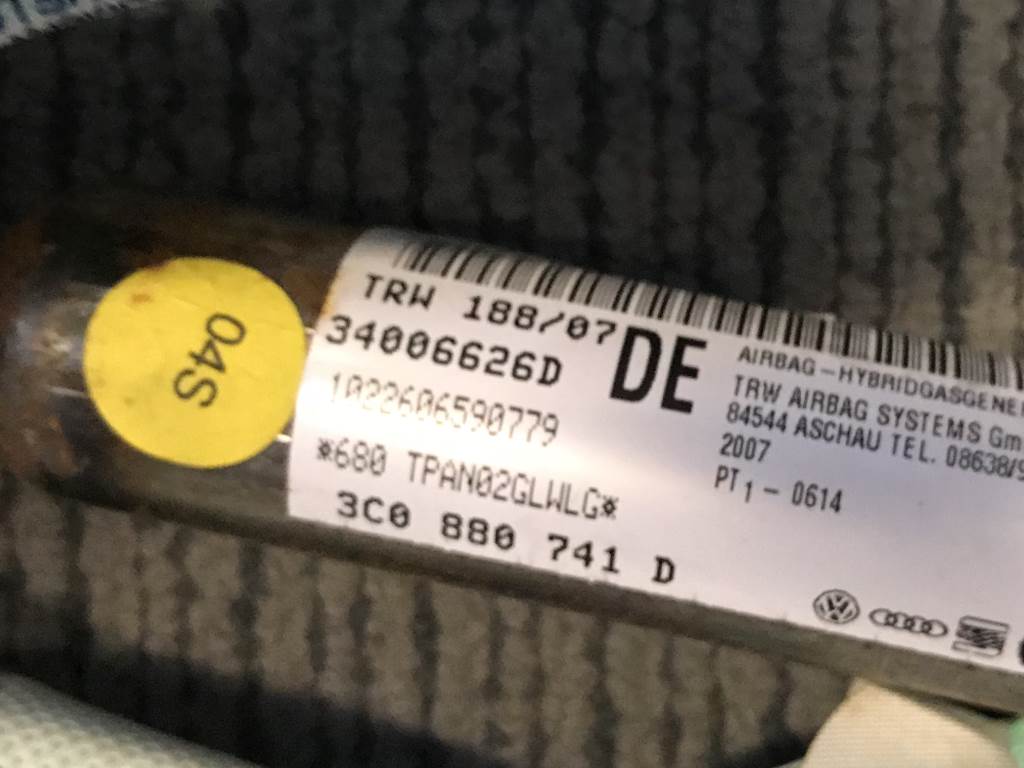 04S
TRW 188/07
34006626D
1022606590779
*680 TPAN02GLWLG*
3C0 880 741 D
DE
AIRBAG-HYBRIDGASGENE
TRW AIRBAG SYSTEMS Gm
84544 ASCHAU TEL. 08638/9
2007
PT1 - 0614